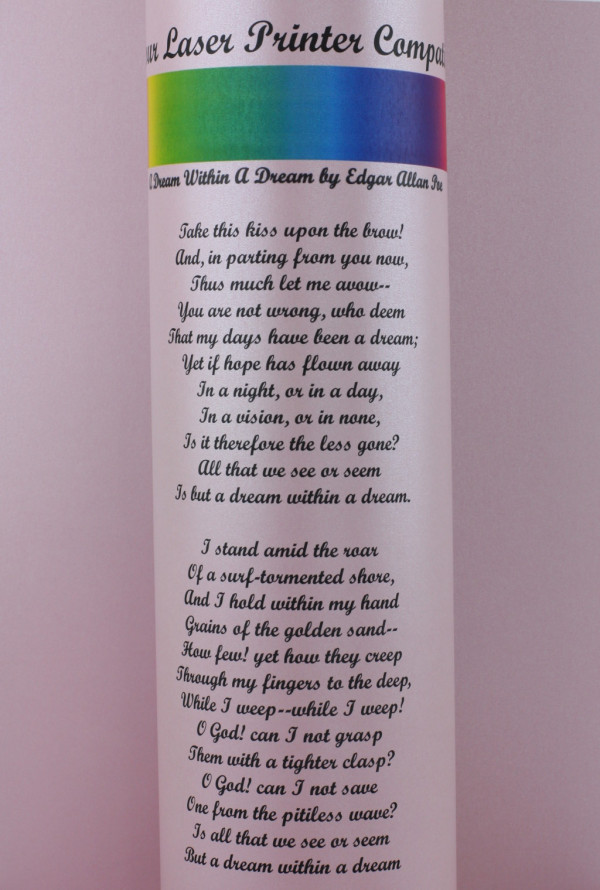 Laser Printer
Dream Within A Dream by Edgar Allan Poe
Take this kiss upon the brow!
And, in parting from you now,
Thus much let me avow--
You are not wrong, who deem
That my days have been a dream;
Yet if hope has flown away
In a night, or in a day,
In a vision, or in none,
Is it therefore the less gone?
All that we see or seem
Is but a dream within a dream.
I stand amid the roar
Of a surf-tormented shore,
And I hold within my hand
Grains of the golden sand--
How few! yet how they creep
Through my fingers to the deep,
While I weep--while I weep!
O God! can I not grasp
Them with a tighter clasp?
O God! can I not save
One from the pitiless wave?
Is all that we see or seem
But a dream within a dream